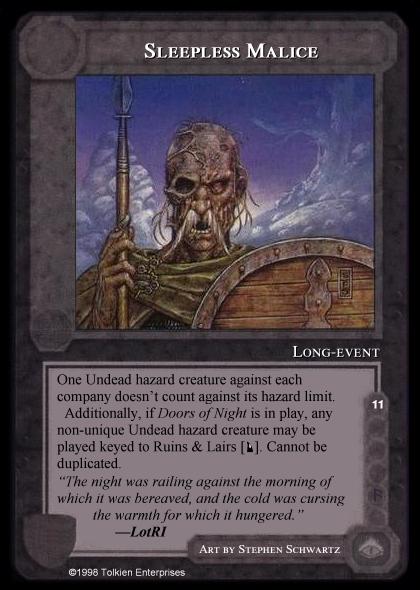 Sleepless Malice
Long-event
One Undead hazard creature against each
company doesn't count against its hazard limit.
Additionally, if Doors of Night is in play, any
non-unique Undead hazard creature may be
played keyed to Ruins & Lairs []. Cannot be
duplicated.
11
“The night was railing against the morning of
which it was bereaved, and the cold was cursing
the warmth for which it hungered.”
—LotRI
Art by Stephen Schwartz
©1998 Tolkien Enterprises